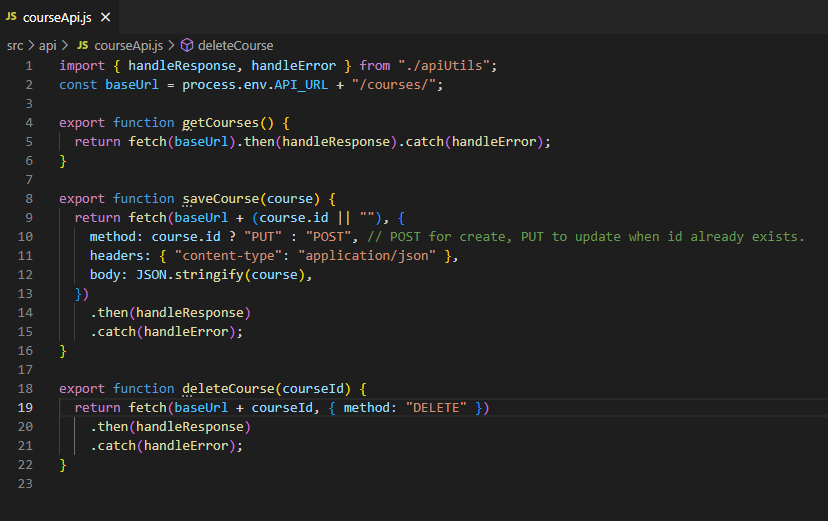 JS courseApi.js ×
src > api > JS courseApi.js > deleteCourse
1 import { handleResponse, handleError } from "./apiUtils";
2 const baseUrl = process.env.API_URL + "/courses/";
3
4 export function getCourses() {
5   return fetch(baseUrl).then(handleResponse).catch(handleError);
6 }
7
8 export function saveCourse(course) {
9   return fetch(baseUrl + (course.id || ""), {
10     method: course.id ? "PUT" : "POST", // POST for create, PUT to update when id already exists.
11     headers: { "content-type": "application/json" },
12     body: JSON.stringify(course),
13   })
14     .then(handleResponse)
15     .catch(handleError);
16 }
17
18 export function deleteCourse(courseId) {
19   return fetch(baseUrl + courseId, { method: "DELETE" })
20     .then(handleResponse)
21     .catch(handleError);
22 }
23